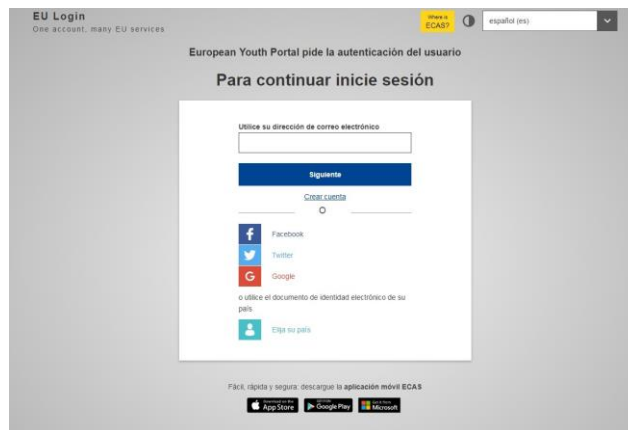 EU Login
One account, many EU services
Where is
ECAS?
español (es)
European Youth Portal pide la autenticación del usuario
Para continuar inicie sesión
Utilice su dirección de correo electrónico
Siguiente
Crear cuenta
O
Facebook
Twitter
Google
o utilice el documento de identidad electrónico de su
país
Elija su país
Fácil, rápida y segura: descargue la aplicación móvil ECAS
App Store
Google Play
Microsoft